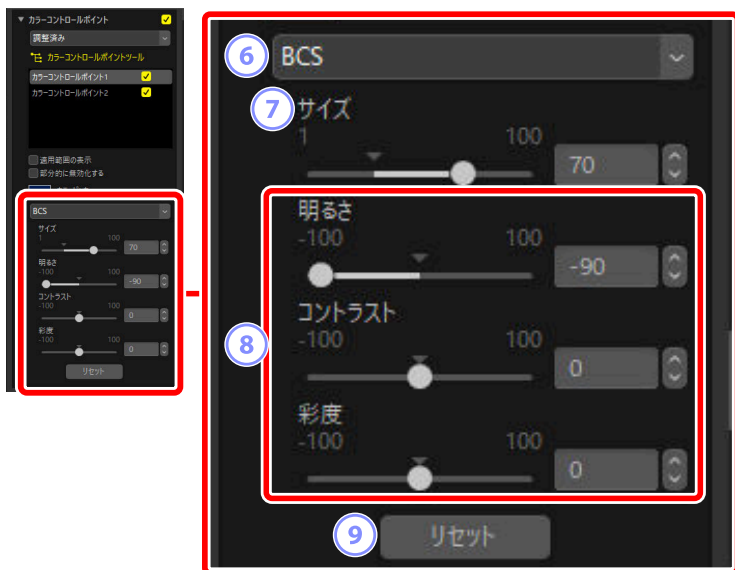 カラーコントロールポイント
調整済み
カラーコントロールポイントツール
カラーコントロールポイント1
カラーコントロールポイント2
適用範囲の表示
部分的に無効化する
BCS
サイズ
1 100
70
明るさ
-100 100
-90
コントラスト
-100 100
0
彩度
-100 100
0
リセット
6 BCS
7 サイズ
1 100
70
8
明るさ
-100 100
-90
コントラスト
-100 100
0
彩度
-100 100
0
9 リセット